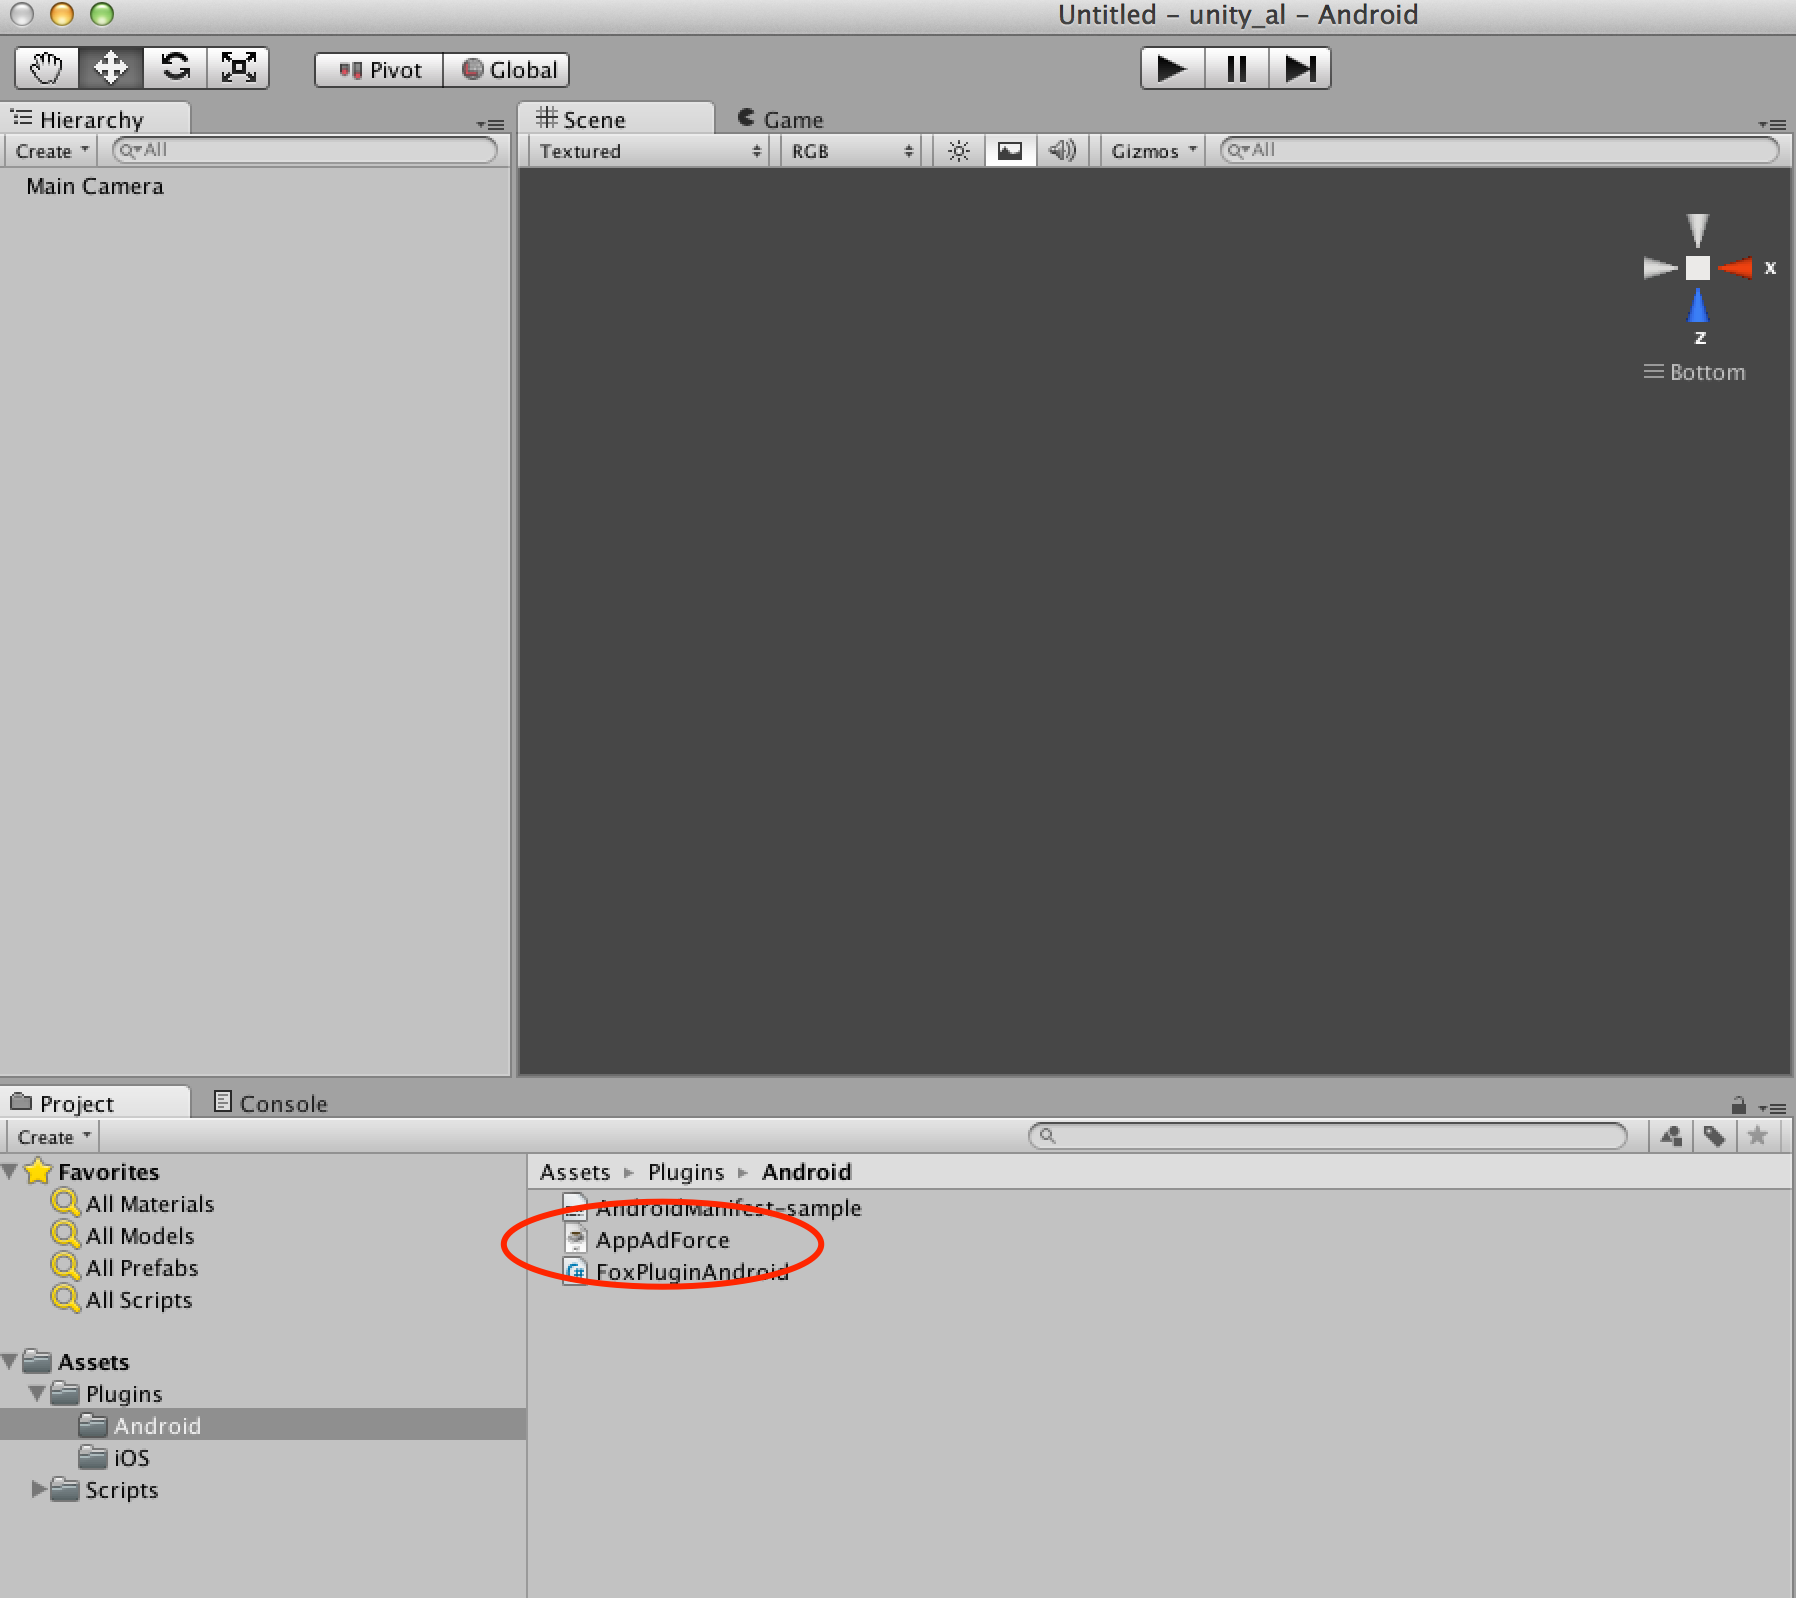 Untitled - unity_al - Android
Pivot Global
Hierarchy
Create All
Main Camera
Scene Game
Textured RGB Gizmos All
x
z
Bottom
Project Console
Create
Favorites
All Materials
All Models
All Prefabs
All Scripts
Assets
Plugins
Android
iOS
Scripts
Assets Plugins Android
AndroidManifest-sample
AppAdForce
FoxPluginAndroid